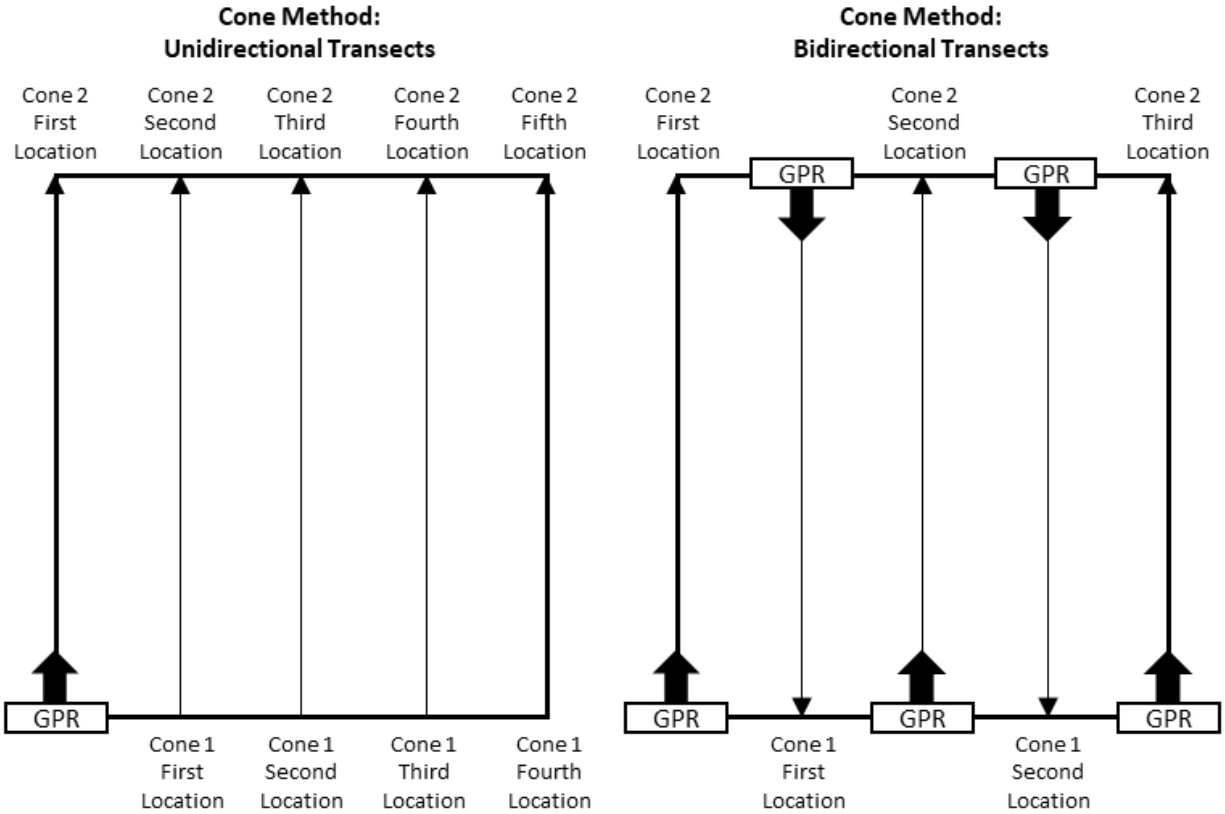 Cone Method:
Unidirectional Transects
Cone 2
First
Location
Cone 2
Second
Location
Cone 2
Third
Location
Cone 2
Fourth
Location
Cone 2
Fifth
Location
GPR
Cone 1
First
Location
Cone 1
Second
Location
Cone 1
Third
Location
Cone 1
Fourth
Location
Cone Method:
Bidirectional Transects
Cone 2
First
Location
Cone 2
Second
Location
Cone 2
Third
Location
GPR
GPR
GPR
GPR
GPR
Cone 1
First
Location
Cone 1
Second
Location